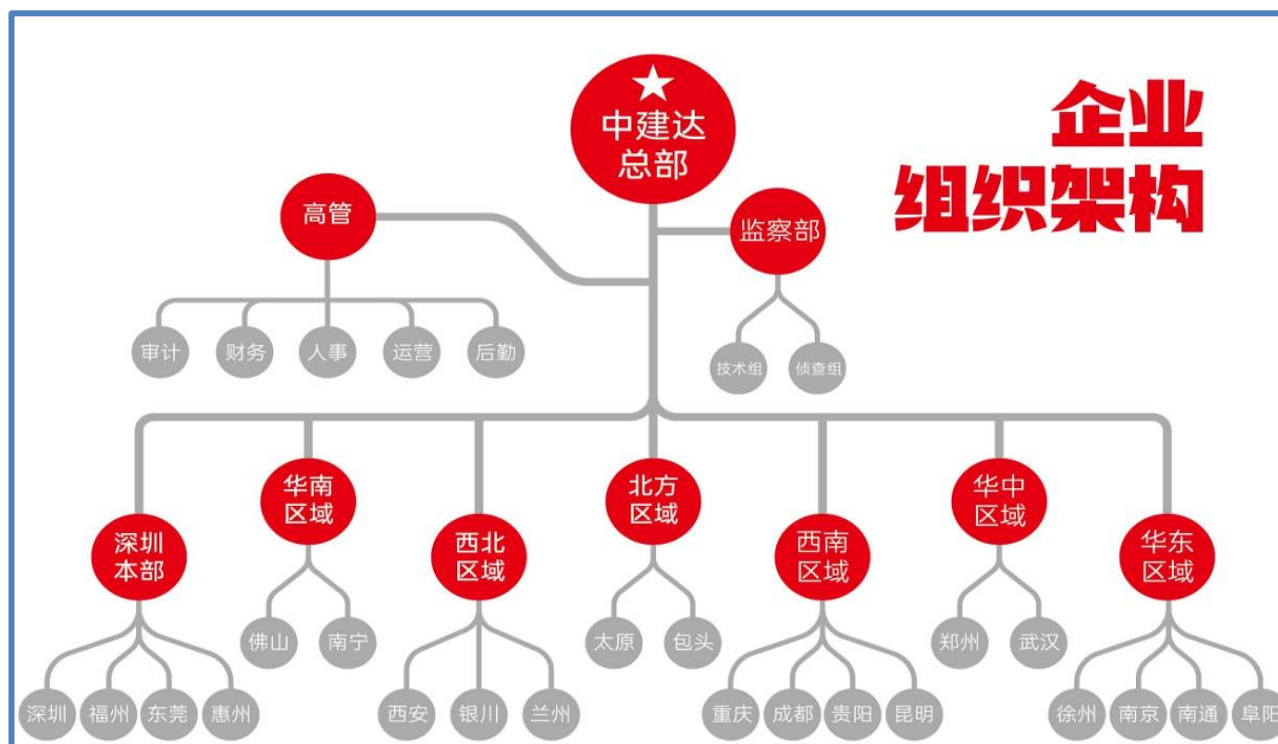 企业
组织架构
中建达
总部
高管
监察部
审计
财务
人事
运营
后勤
技术组
侦查组
深圳
本部
华南
区域
西北
区域
北方
区域
西南
区域
华中
区域
华东
区域
深圳
福州
东莞
惠州
佛山
南宁
西安
银川
兰州
太原
包头
重庆
成都
贵阳
昆明
郑州
武汉
徐州
南京
南通
阜阳